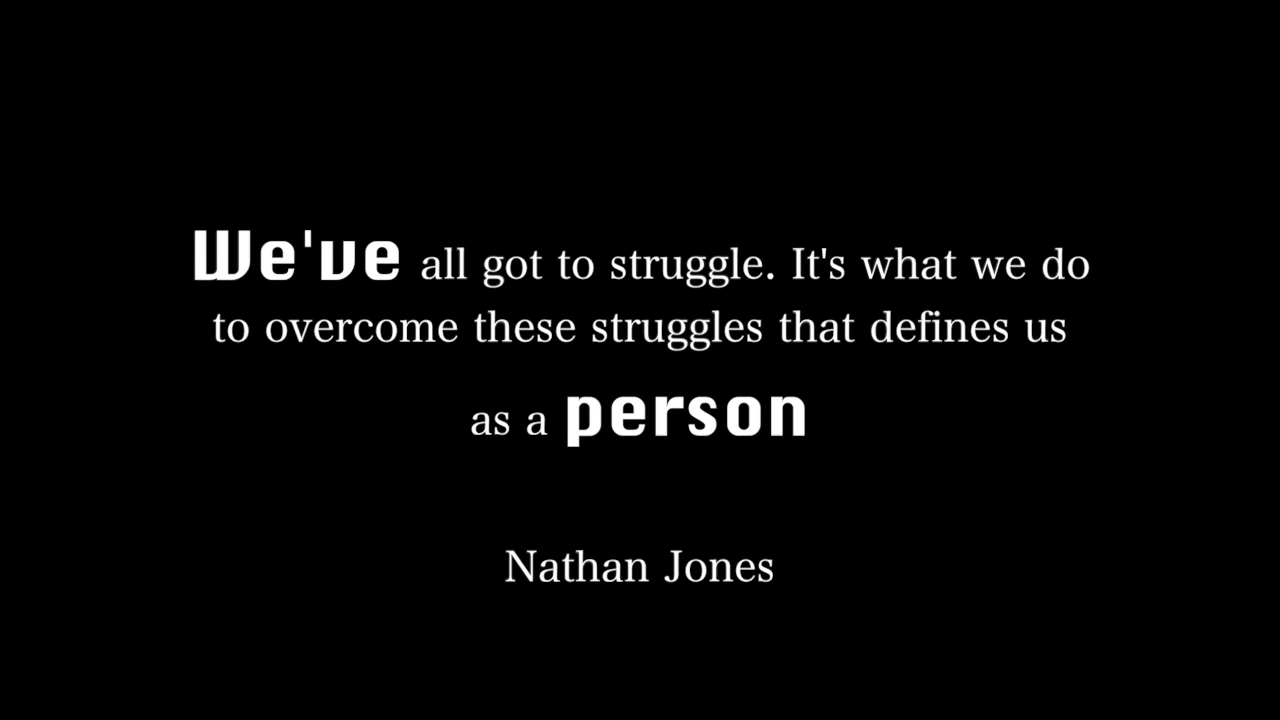 We've all got to struggle. It's what we do
to overcome these struggles that defines us
as a person
Nathan Jones